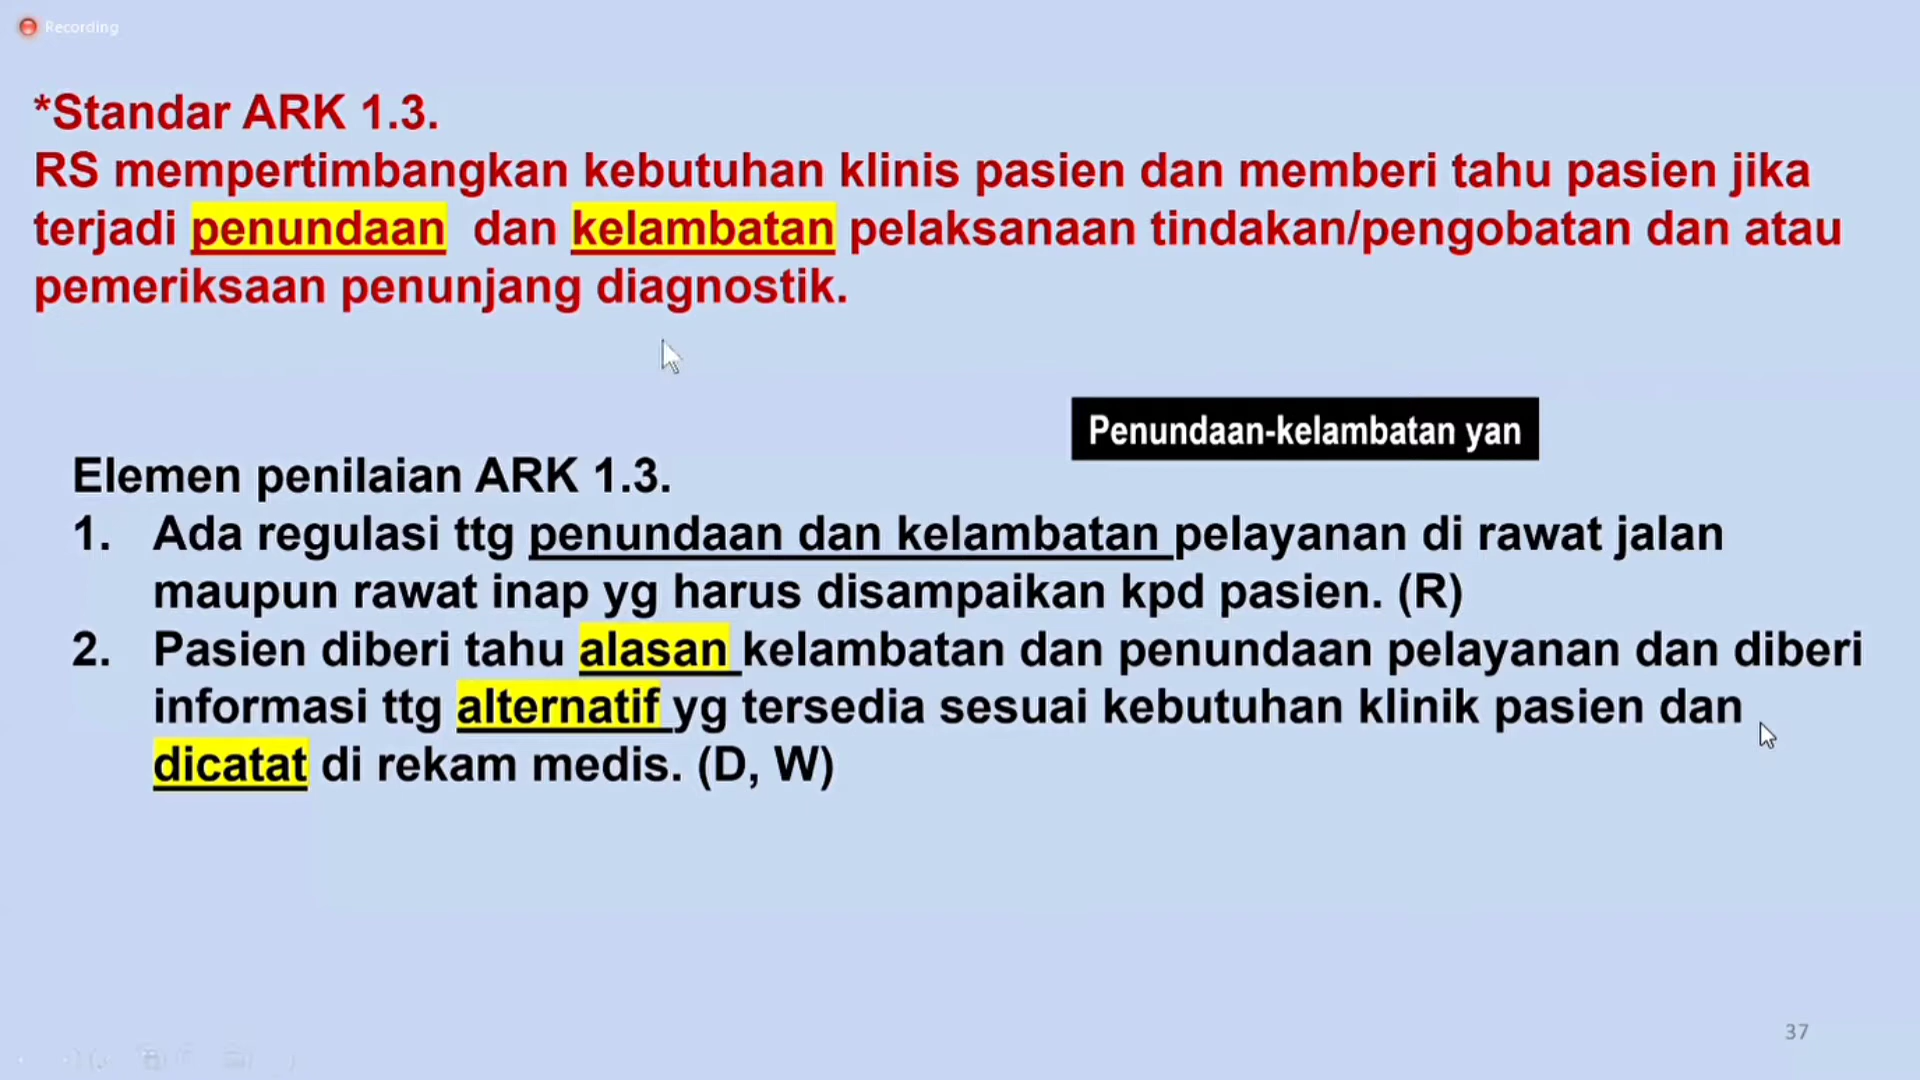 Recording
*Standar ARK 1.3.
RS mempertimbangkan kebutuhan klinis pasien dan memberi tahu pasien jika
terjadi penundaan dan kelambatan pelaksanaan tindakan/pengobatan dan atau
pemeriksaan penunjang diagnostik.
Penundaan-kelambatan yan
Elemen penilaian ARK 1.3.
1. Ada regulasi ttg penundaan dan kelambatan pelayanan di rawat jalan
maupun rawat inap yg harus disampaikan kpd pasien. (R)
2. Pasien diberi tahu alasan kelambatan dan penundaan pelayanan dan diberi
informasi ttg alternatif yg tersedia sesuai kebutuhan klinik pasien dan
dicatat di rekam medis. (D, W)
37